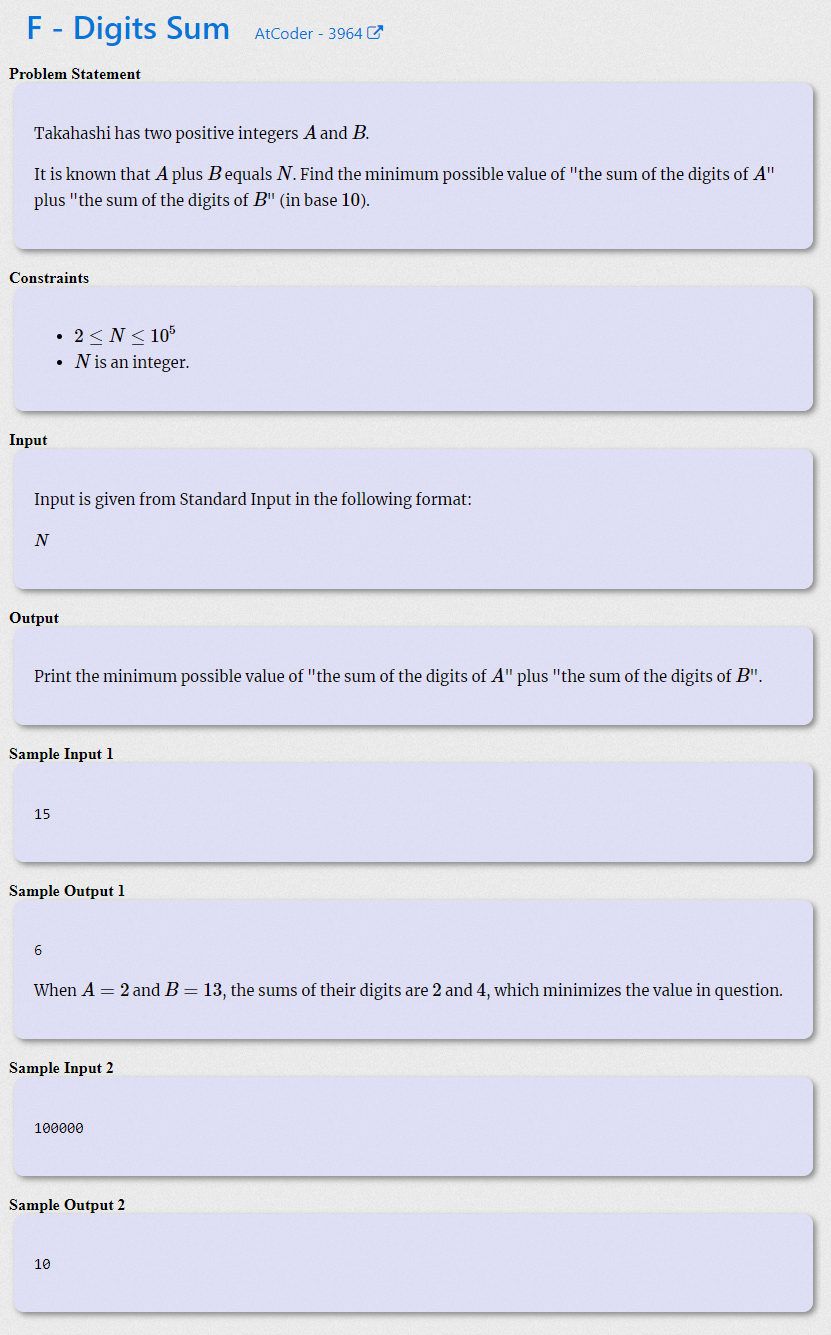 F - Digits Sum AtCoder - 3964
Problem Statement
Takahashi has two positive integers A and B.
It is known that A plus B equals N. Find the minimum possible value of "the sum of the digits of A"
plus "the sum of the digits of B" (in base 10).
Constraints
• 2 ≤ N ≤ 10⁵
• N is an integer.
Input
Input is given from Standard Input in the following format:
N
Output
Print the minimum possible value of "the sum of the digits of A" plus "the sum of the digits of B".
Sample Input 1
15
Sample Output 1
6
When A = 2 and B = 13, the sums of their digits are 2 and 4, which minimizes the value in question.
Sample Input 2
100000
Sample Output 2
10